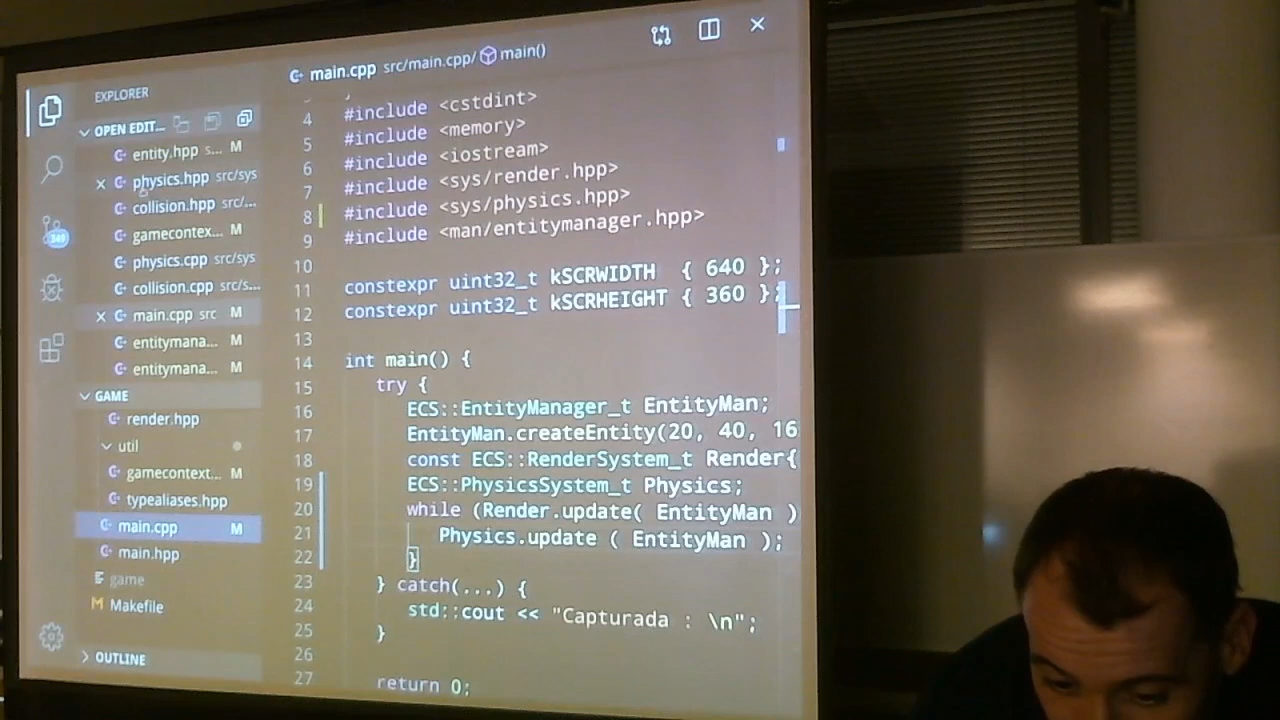 main.cpp src/main.cpp/ main()
EXPLORER
OPEN EDIT...
entity.hpp s... M
physics.hpp src/sys
collision.hpp src/...
gamecontex... M
physics.cpp src/sys
collision.cpp src/s...
main.cpp src M
entitymana... M
entitymana... M
GAME
render.hpp
util
gamecontext... M
typealiases.hpp
main.cpp M
main.hpp
game
Makefile
OUTLINE
349
4 #include <cstdint>
5 #include <memory>
6 #include <iostream>
7 #include <sys/render.hpp>
8 #include <sys/physics.hpp>
9 #include <man/entitymanager.hpp>
10
11 constexpr uint32_t kSCRWIDTH { 640 };
12 constexpr uint32_t kSCRHEIGHT { 360 };
13
14 int main() {
15 try {
16 ECS::EntityManager_t EntityMan;
17 EntityMan.createEntity(20, 40, 16
18 const ECS::RenderSystem_t Render{
19 ECS::PhysicsSystem_t Physics;
20 while (Render.update( EntityMan )
21 Physics.update ( EntityMan );
22 }
23 } catch(...) {
24 std::cout << "Capturada : \n";
25 }
26
27 return 0;